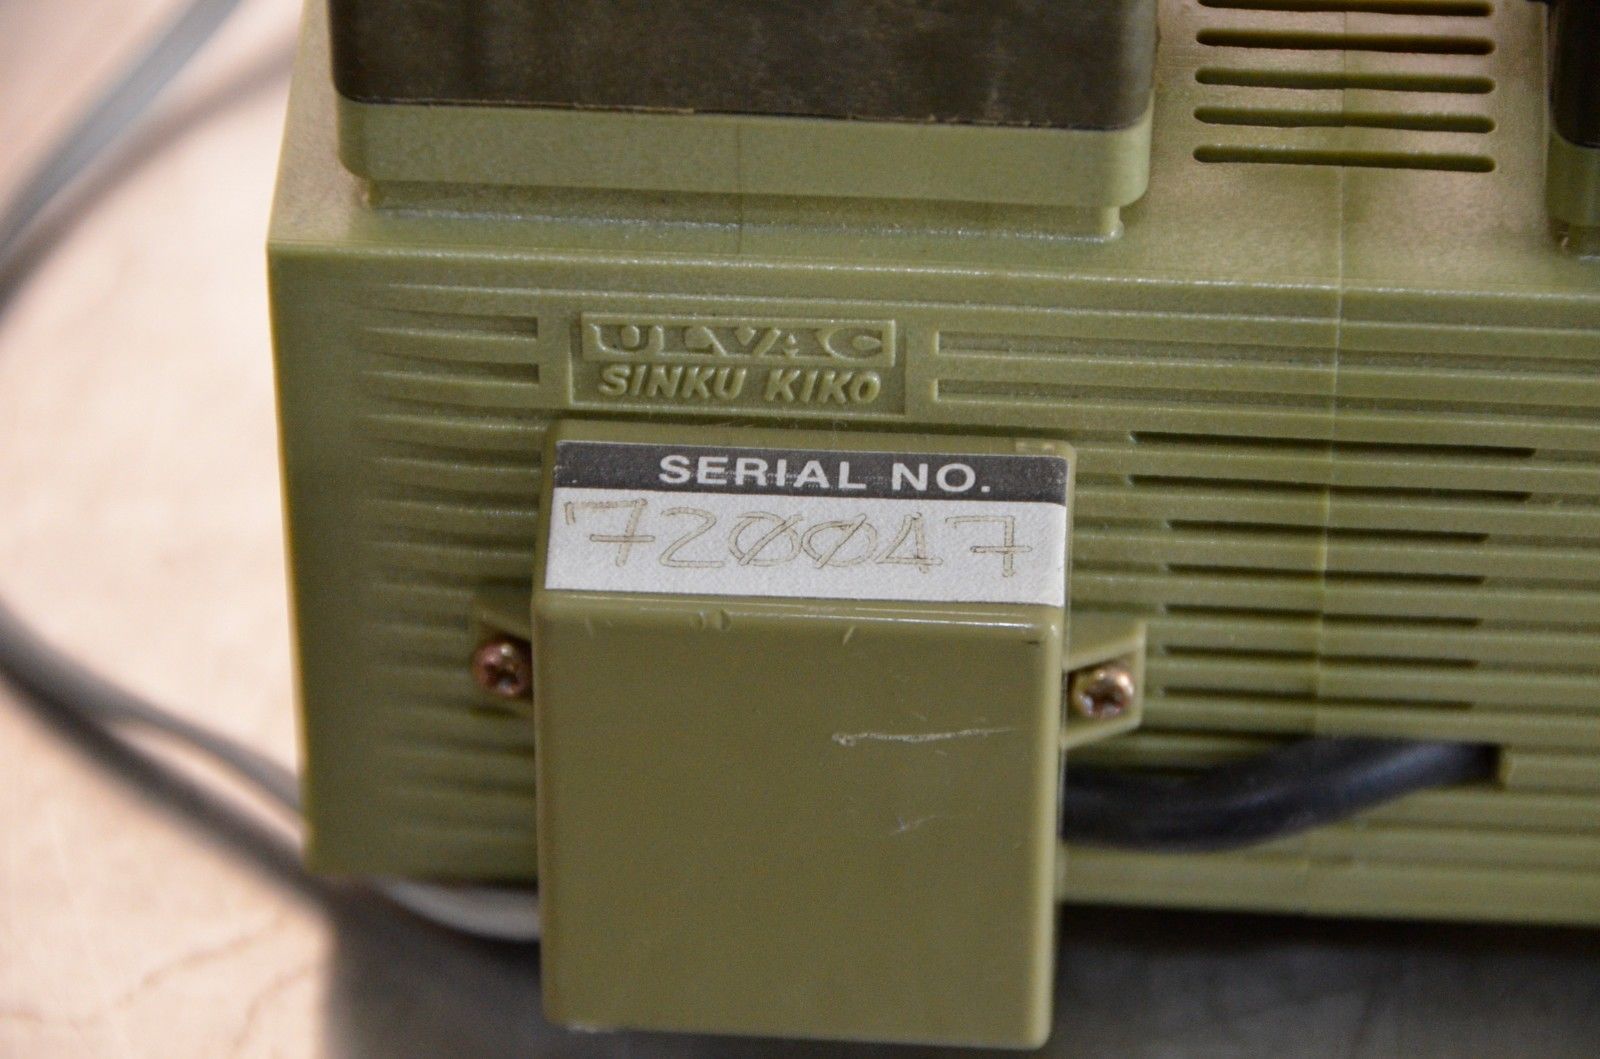 ULVAC
SINKU KIKO
SERIAL NO.
720047